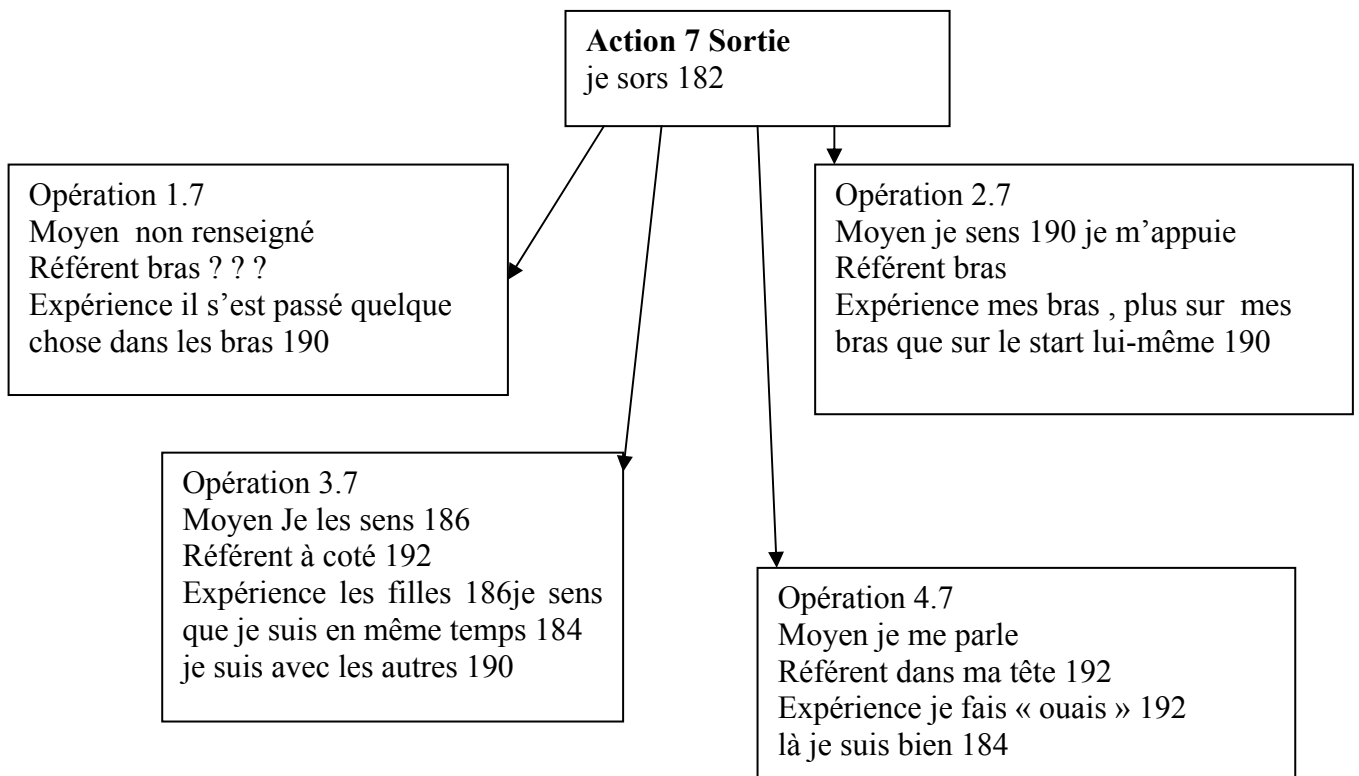 Action 7 Sortie
je sors 182
Opération 1.7
Moyen non renseigné
Référent bras ? ? ?
Expérience il s’est passé quelque
chose dans les bras 190
Opération 2.7
Moyen je sens 190 je m’appuie
Référent bras
Expérience mes bras , plus sur mes
bras que sur le start lui-même 190
Opération 3.7
Moyen Je les sens 186
Référent à coté 192
Expérience les filles 186je sens
que je suis en même temps 184
je suis avec les autres 190
Opération 4.7
Moyen je me parle
Référent dans ma tête 192
Expérience je fais « ouais » 192
là je suis bien 184